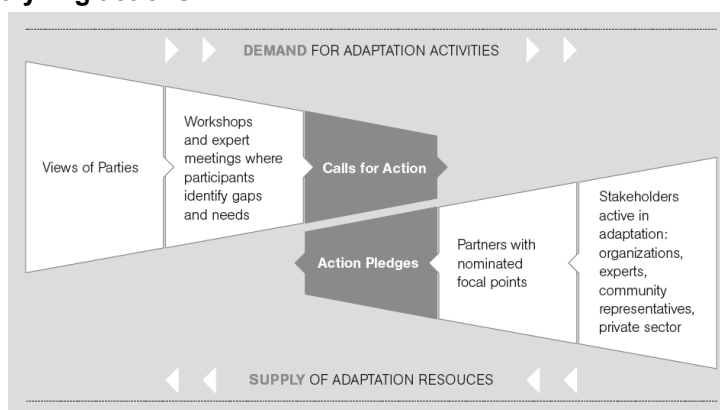 DEMAND FOR ADAPTATION ACTIVITIES
Views of Parties
Workshops
and expert
meetings where
participants
identify gaps
and needs
Calls for Action
Action Pledges
Partners with
nominated
focal points
Stakeholders
active in
adaptation:
organizations,
experts,
community
representatives,
private sector
SUPPLY OF ADAPTATION RESOUCES